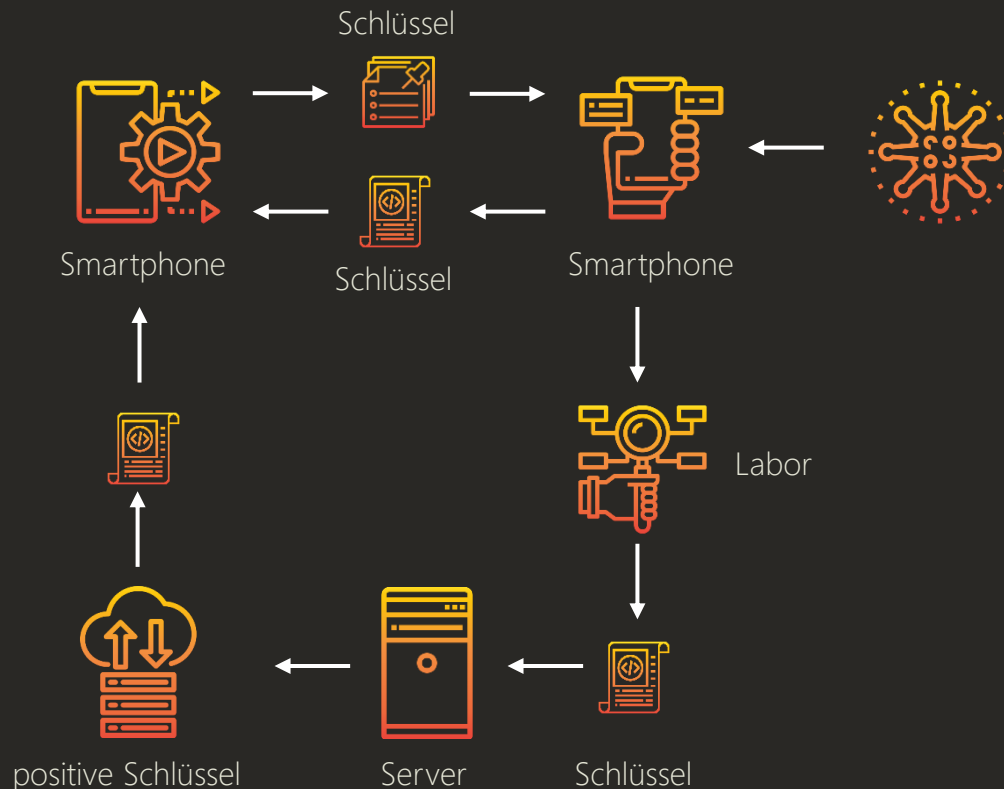 Schlüssel
Smartphone
Schlüssel
Smartphone
Labor
positive Schlüssel
Server
Schlüssel